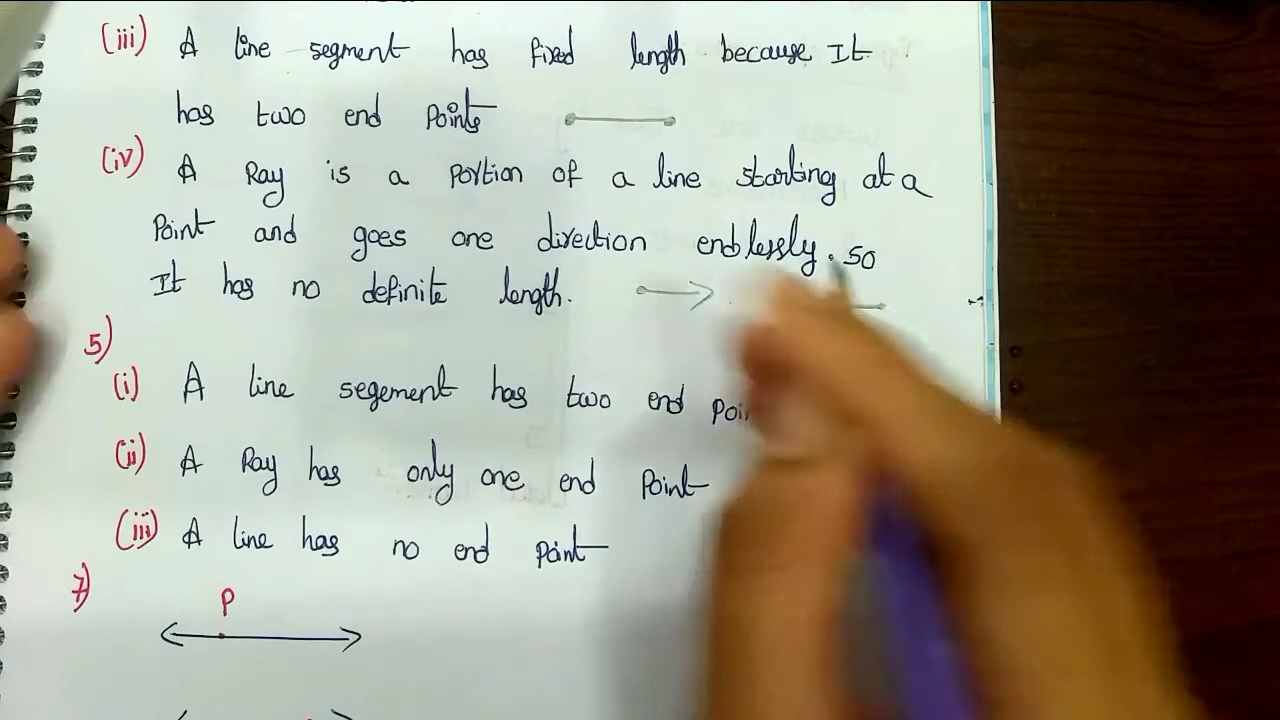 (iii) A line segment has fixed length because It
has two end points
(iv) A Ray is a portion of a line starting at a
Point and goes one direction endlessly. so
It has no definite length.
5)
(i) A line segement has two end
(ii) A Ray has only one end point
(iii) A line has no end point
7)
P